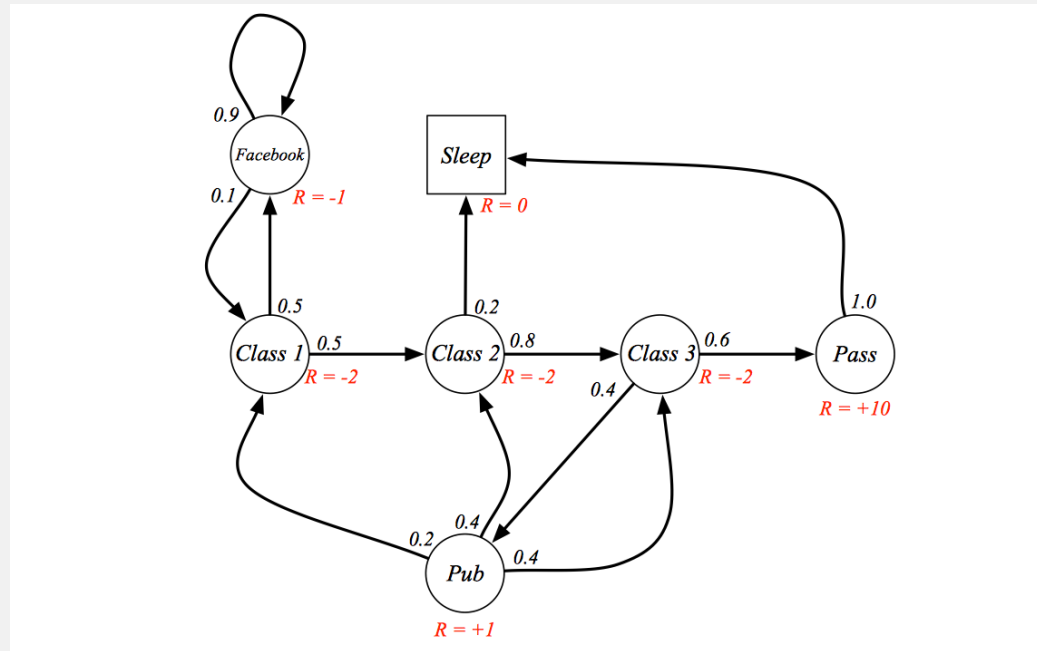 0.9
Facebook
Sleep
0.1
R = -1
R = 0
0.5
0.2
1.0
Class 1
0.5
Class 2
0.8
Class 3
0.6
Pass
R = -2
R = -2
R = -2
0.4
R = +10
0.4
0.2
0.4
Pub
R = +1